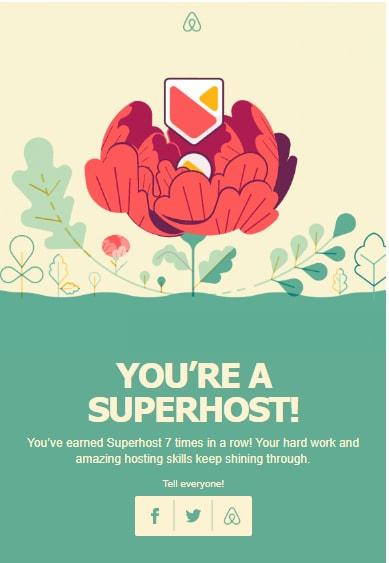 YOU’RE A
SUPERHOST!
You’ve earned Superhost 7 times in a row! Your hard work and
amazing hosting skills keep shining through.
Tell everyone!